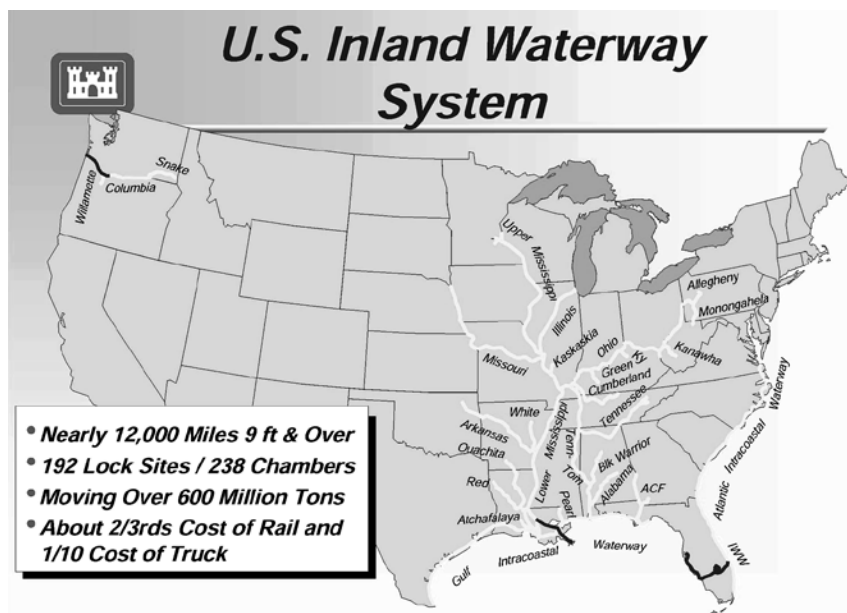 U.S. Inland Waterway
System
Snake
Willamette
Columbia
Upper
Mississippi
Illinois
Allegheny
Monongahela
Missouri
Kaskaskia
Ohio
Ky
Kanawha
Green
Cumberland
White
Mississippi
Tennessee
Arkansas
Ouachita
Tenn-
Tom
Blk Warrior
Alabama
ACF
Red
Lower
Pearl
Atchafalaya
Gulf
Intracoastal
Waterway
Atlantic
Intracoastal
Waterway
IWW
• Nearly 12,000 Miles 9 ft & Over
• 192 Lock Sites / 238 Chambers
• Moving Over 600 Million Tons
• About 2/3rds Cost of Rail and
1/10 Cost of Truck